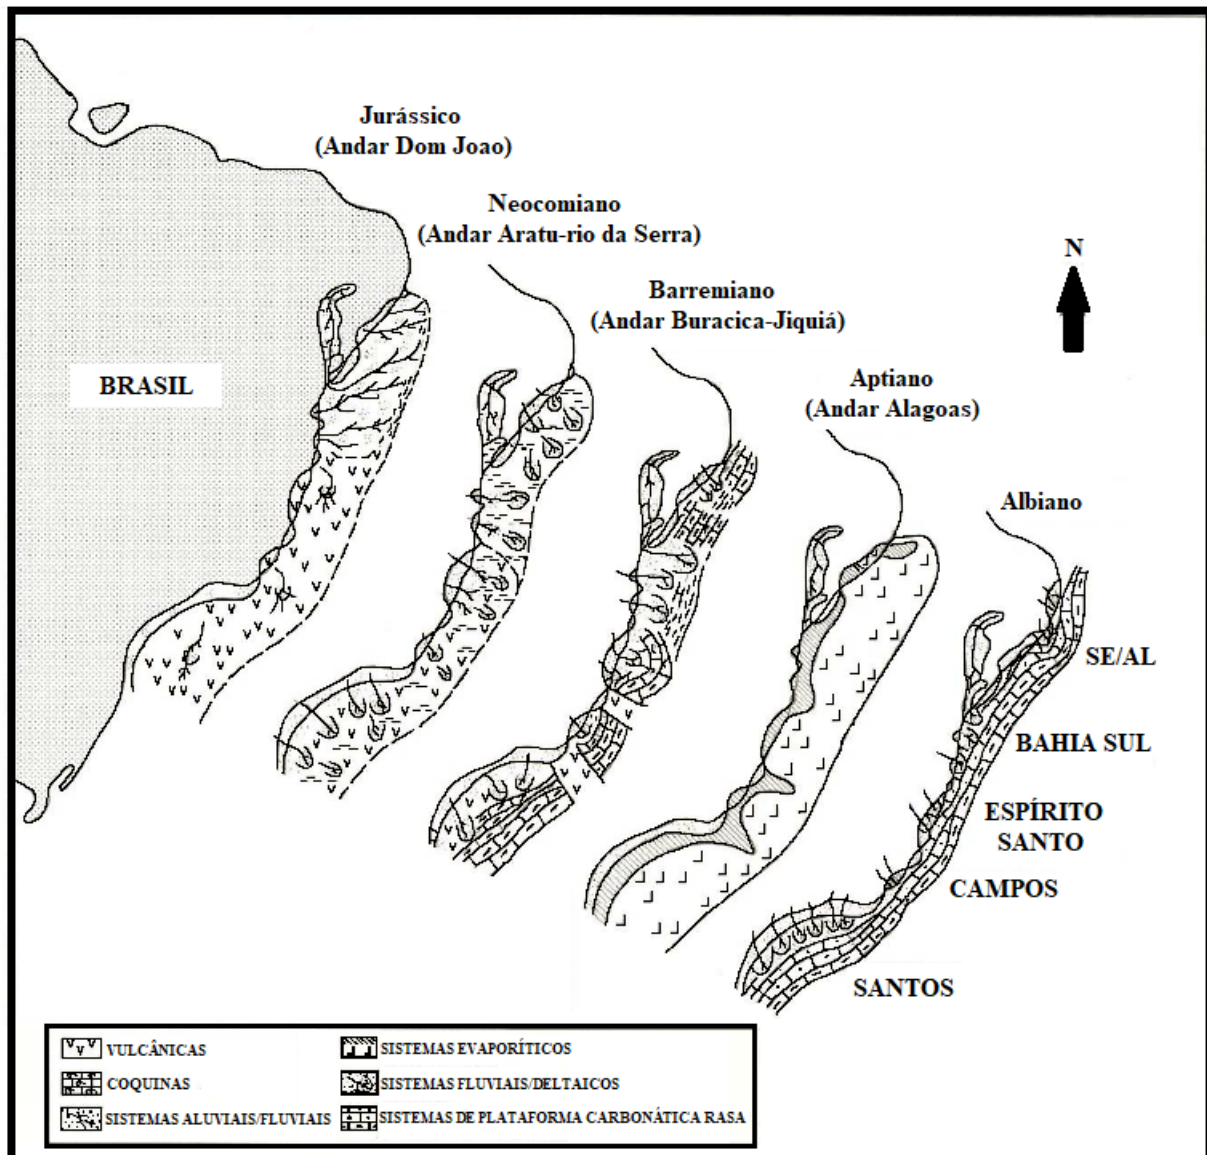 Jurássico
(Andar Dom Joao)
Neocomiano
(Andar Aratu-rio da Serra)
Barremiano
(Andar Buracica-Jiquiá)
Aptiano
(Andar Alagoas)
Albiano
N
BRASIL
SE/AL
BAHIA SUL
ESPÍRITO
SANTO
CAMPOS
SANTOS
VULCÂNICAS
COQUINAS
SISTEMAS ALUVIAIS/FLUVIAIS
SISTEMAS EVAPORÍTICOS
SISTEMAS FLUVIAIS/DELTAICOS
SISTEMAS DE PLATAFORMA CARBONÁTICA RASA